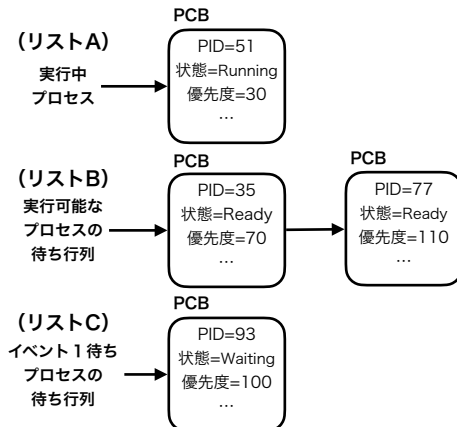 PCB
（リストA）
実行中
プロセス
PID=51
状態=Running
優先度=30
…
PCB
PCB
（リストB）
実行可能な
プロセスの
待ち行列
PID=35
状態=Ready
優先度=70
…
PID=77
状態=Ready
優先度=110
…
PCB
（リストC）
イベント１待ち
プロセスの
待ち行列
PID=93
状態=Waiting
優先度=100
…